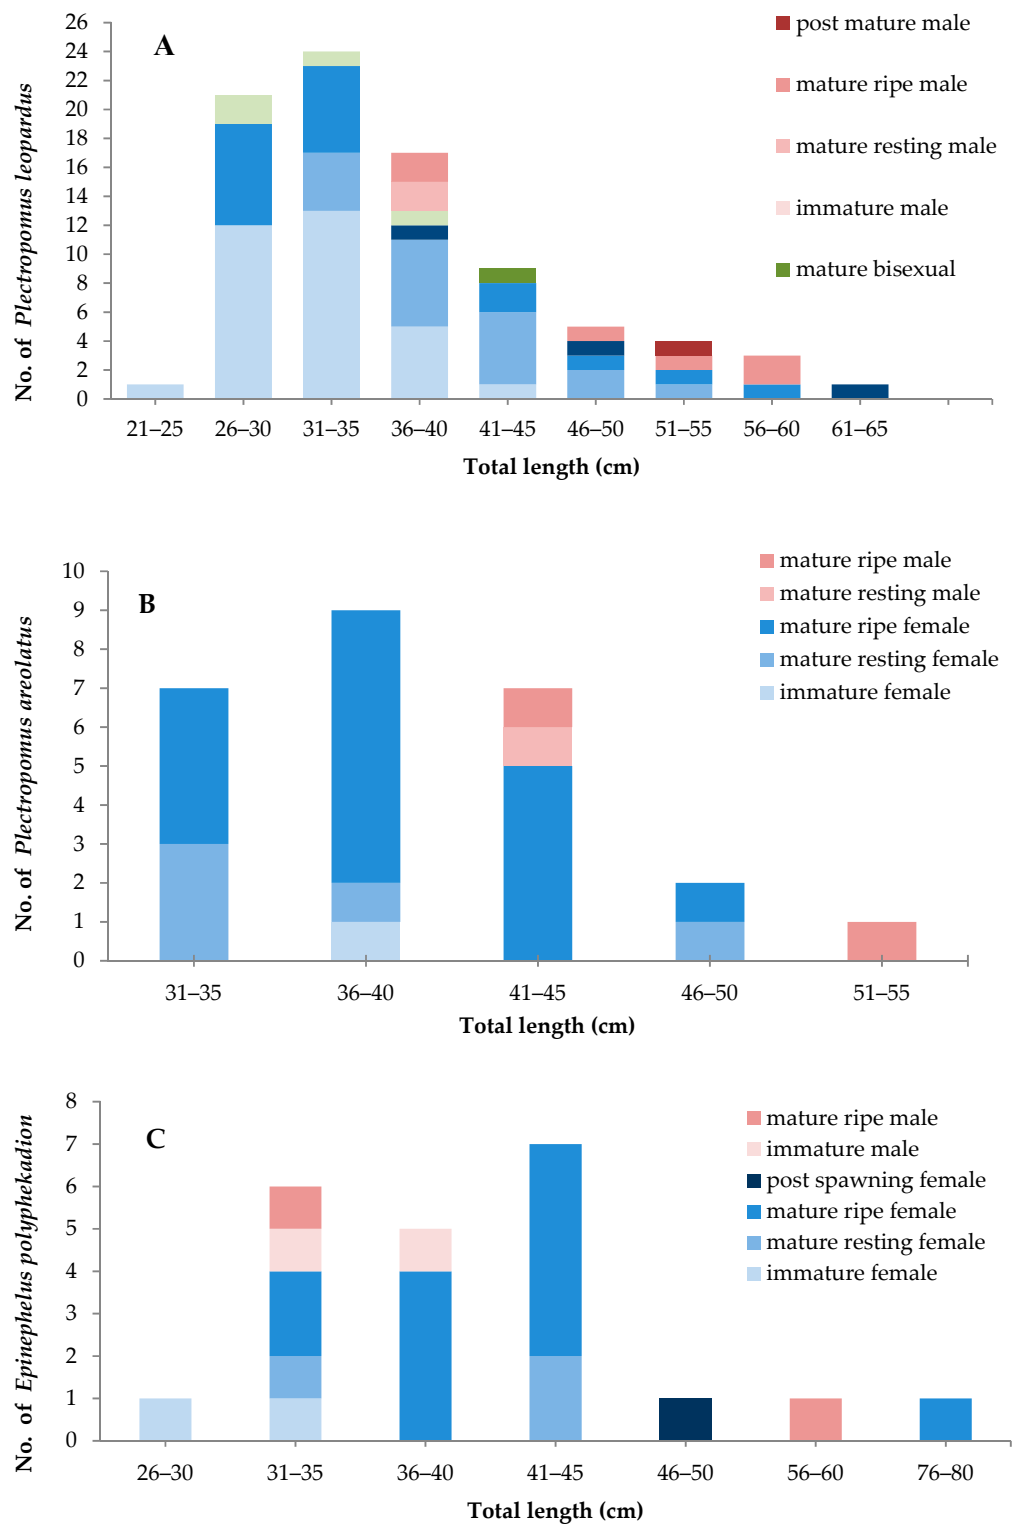 A
No. of Plectropomus leopardus
26
24
22
20
18
16
14
12
10
8
6
4
2
0
21–25 26–30 31–35 36–40 41–45 46–50 51–55 56–60 61–65
Total length (cm)
post mature male
mature ripe male
mature resting male
immature male
mature bisexual
B
No. of Plectropomus areolatus
10
9
8
7
6
5
4
3
2
1
0
31–35 36–40 41–45 46–50 51–55
Total length (cm)
mature ripe male
mature resting male
mature ripe female
mature resting female
immature female
C
No. of Epinephelus polyphekadion
8
7
6
5
4
3
2
1
0
26–30 31–35 36–40 41–45 46–50 56–60 76–80
Total length (cm)
mature ripe male
immature male
post spawning female
mature ripe female
mature resting female
immature female